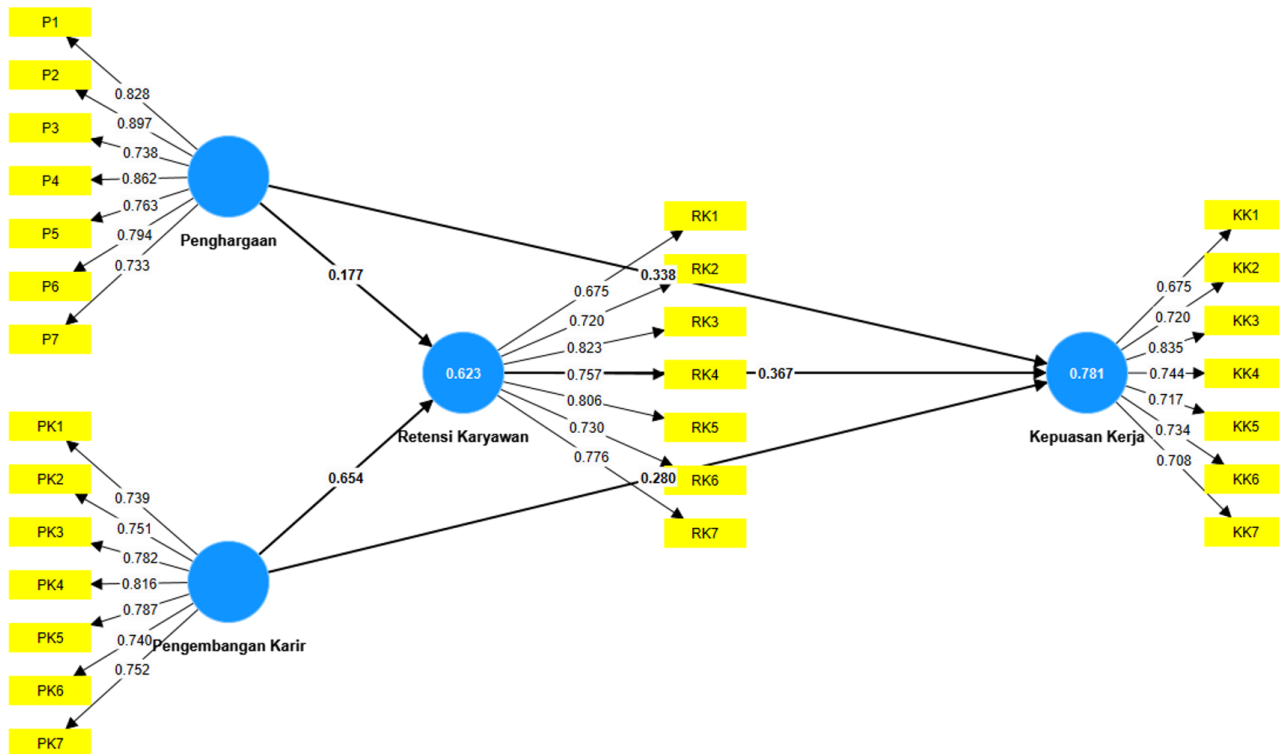 P1
P2
P3
P4
P5
P6
P7
0.828
0.897
0.738
0.862
0.763
0.794
0.733
Penghargaan
0.177
0.338
PK1
PK2
PK3
PK4
PK5
PK6
PK7
0.739
0.751
0.782
0.816
0.787
0.740
0.752
Pengembangan Karir
0.654
0.280
0.623
Retensi Karyawan
0.675
0.720
0.823
0.757
0.806
0.730
0.776
RK1
RK2
RK3
RK4
RK5
RK6
RK7
0.367
0.781
Kepuasan Kerja
0.675
0.720
0.835
0.744
0.717
0.734
0.708
KK1
KK2
KK3
KK4
KK5
KK6
KK7